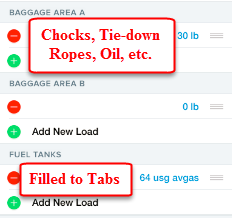 BAGGAGE AREA A
Chocks, Tie-down
Ropes, Oil, etc.
30 lb
BAGGAGE AREA B
0 lb
Add New Load
FUEL TANKS
Filled to Tabs
64 usg avgas
Add New Load